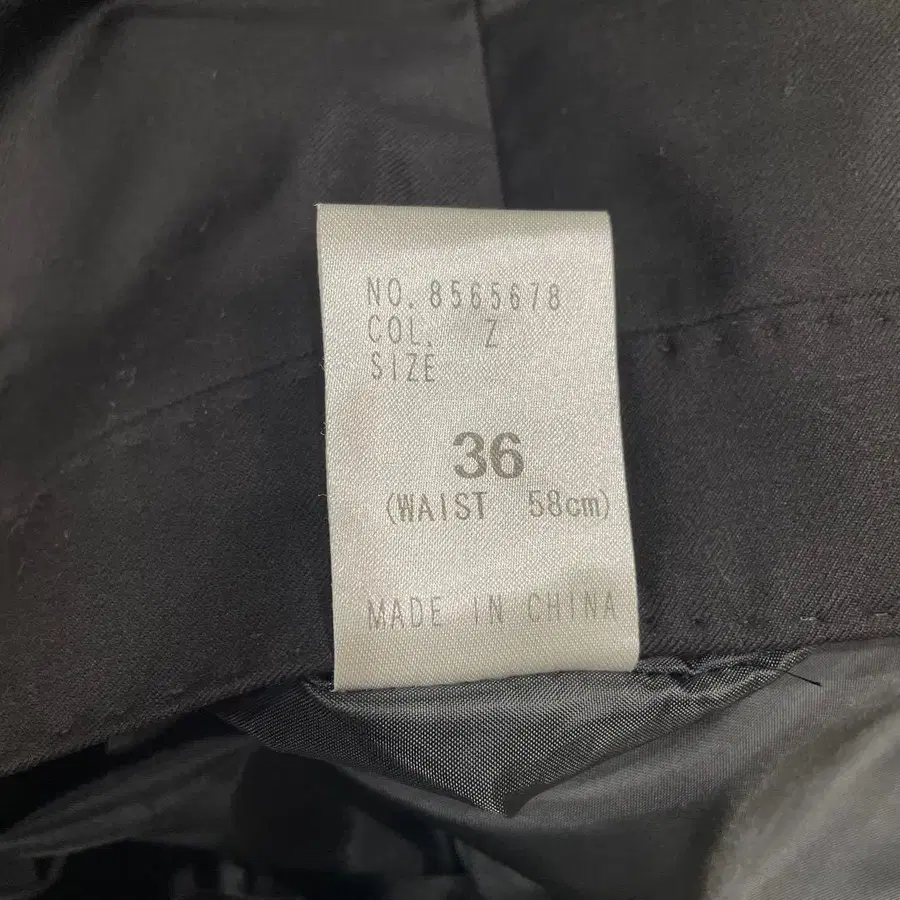 NO. 8565678
COL. Z
SIZE
36
(WAIST 58cm)
MADE IN CHINA